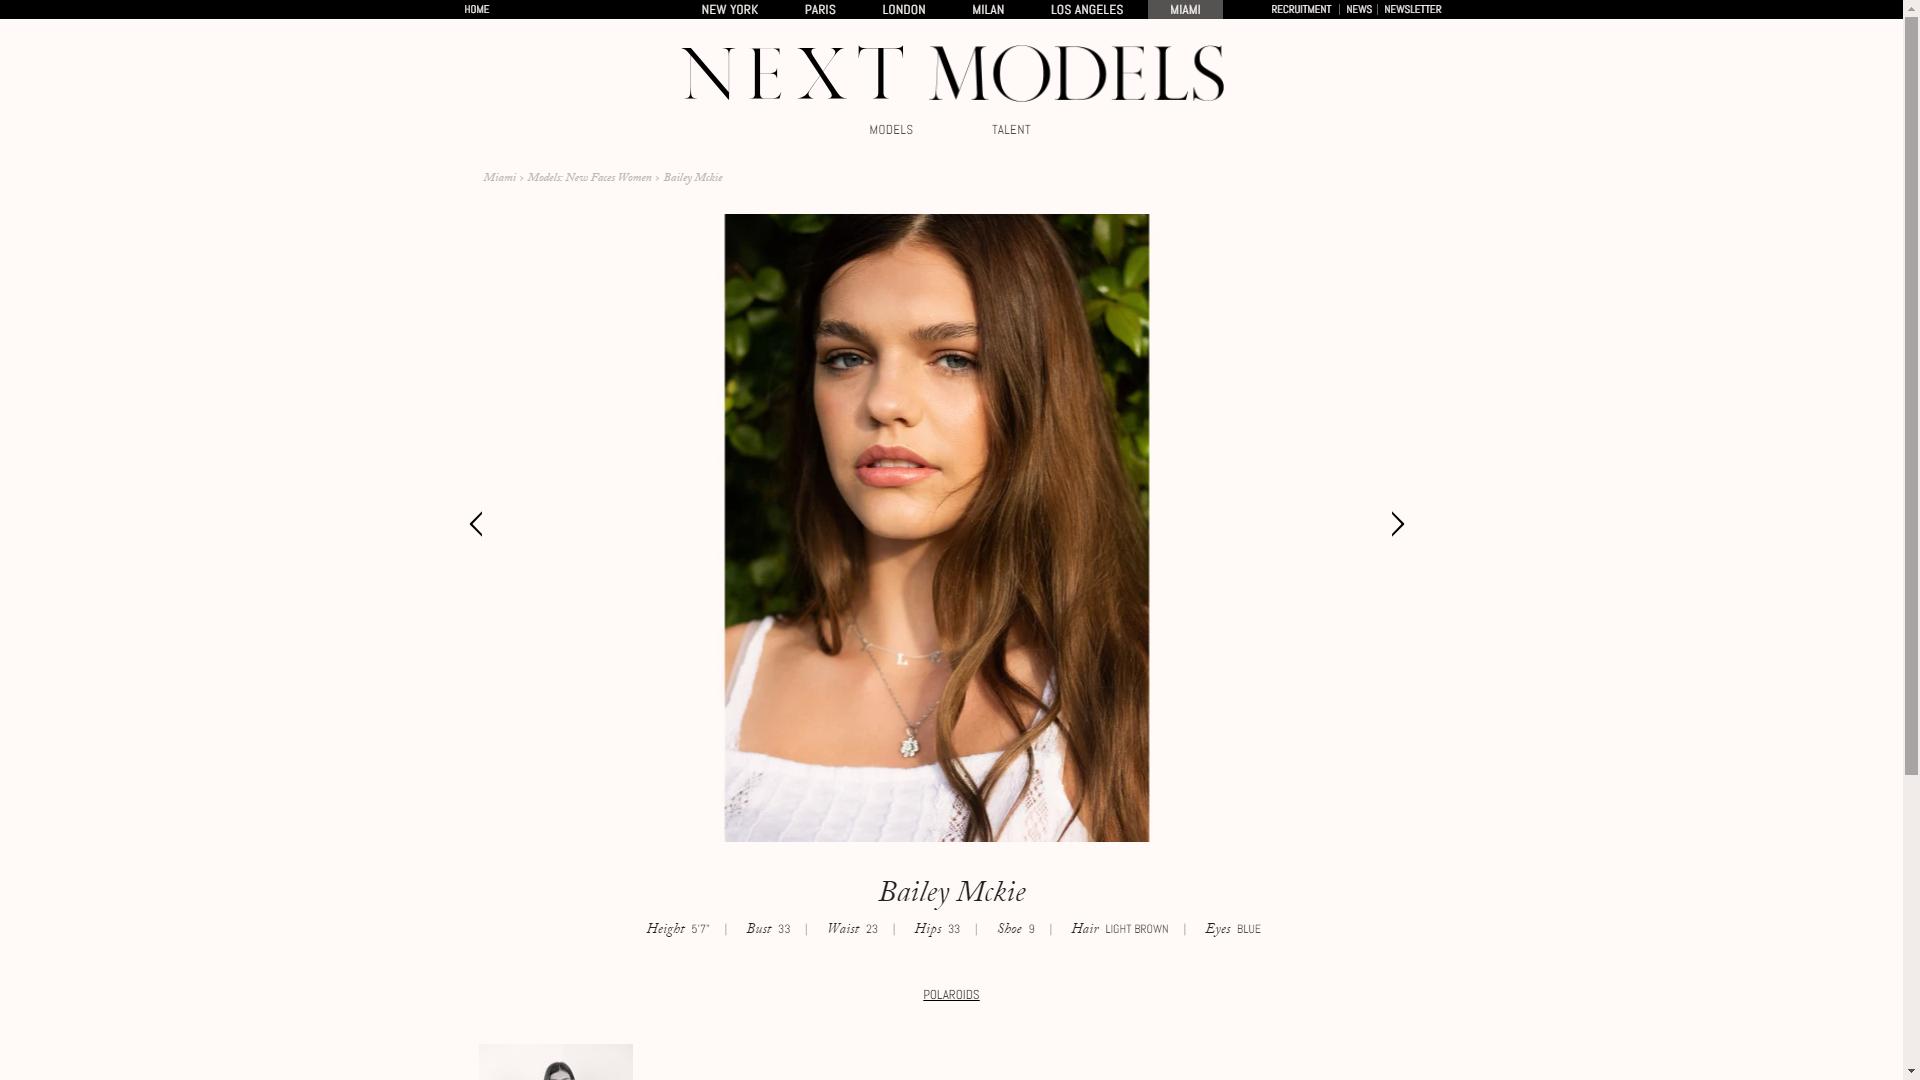 HOME NEW YORK PARIS LONDON MILAN LOS ANGELES MIAMI RECRUITMENT | NEWS | NEWSLETTER
NEXT MODELS
MODELS TALENT
Miami > Models: New Faces Women > Bailey Mckie
L
Bailey Mckie
Height 5'7" | Bust 33 | Waist 23 | Hips 33 | Shoe 9 | Hair LIGHT BROWN | Eyes BLUE
POLAROIDS